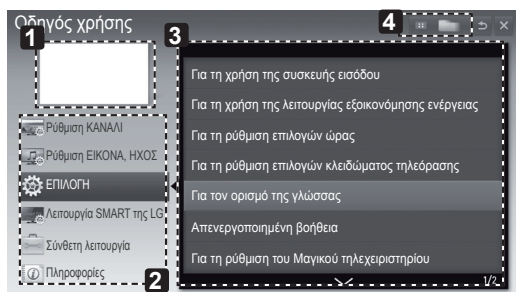 Οδηγός χρήσης
1
3
4
Ρύθμιση ΚΑΝΑΛΙ
Ρύθμιση ΕΙΚΟΝΑ, ΗΧΟΣ
ΕΠΙΛΟΓΗ
Λειτουργία SMART της LG
Σύνθετη λειτουργία
Πληροφορίες
2
Για τη χρήση της συσκευής εισόδου
Για τη χρήση της λειτουργίας εξοικονόμησης ενέργειας
Για τη ρύθμιση επιλογών ώρας
Για τη ρύθμιση επιλογών κλειδώματος τηλεόρασης
Για τον ορισμό της γλώσσας
Απενεργοποιημένη βοήθεια
Για τη ρύθμιση του Μαγικού τηλεχειριστηρίου
1/2